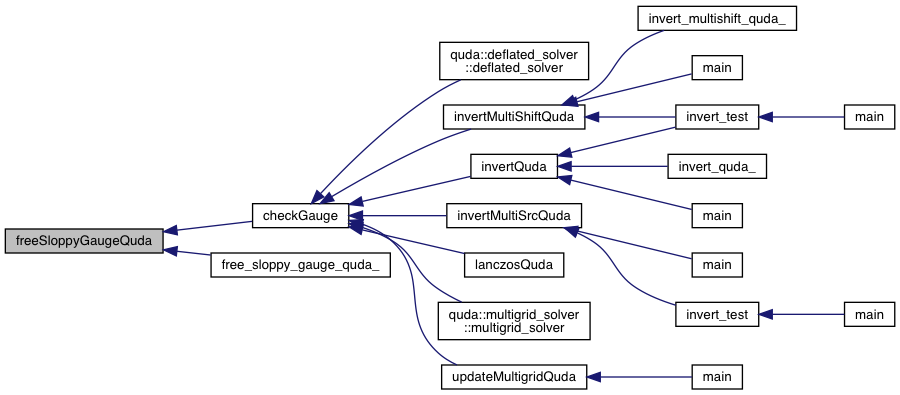 invert_multishift_quda_
quda::deflated_solver
::deflated_solver
main
invertMultiShiftQuda
invert_test
main
invertQuda
invert_quda_
checkGauge
invertMultiSrcQuda
main
freeSloppyGaugeQuda
free_sloppy_gauge_quda_
lanczosQuda
main
quda::multigrid_solver
::multigrid_solver
invert_test
main
updateMultigridQuda
main